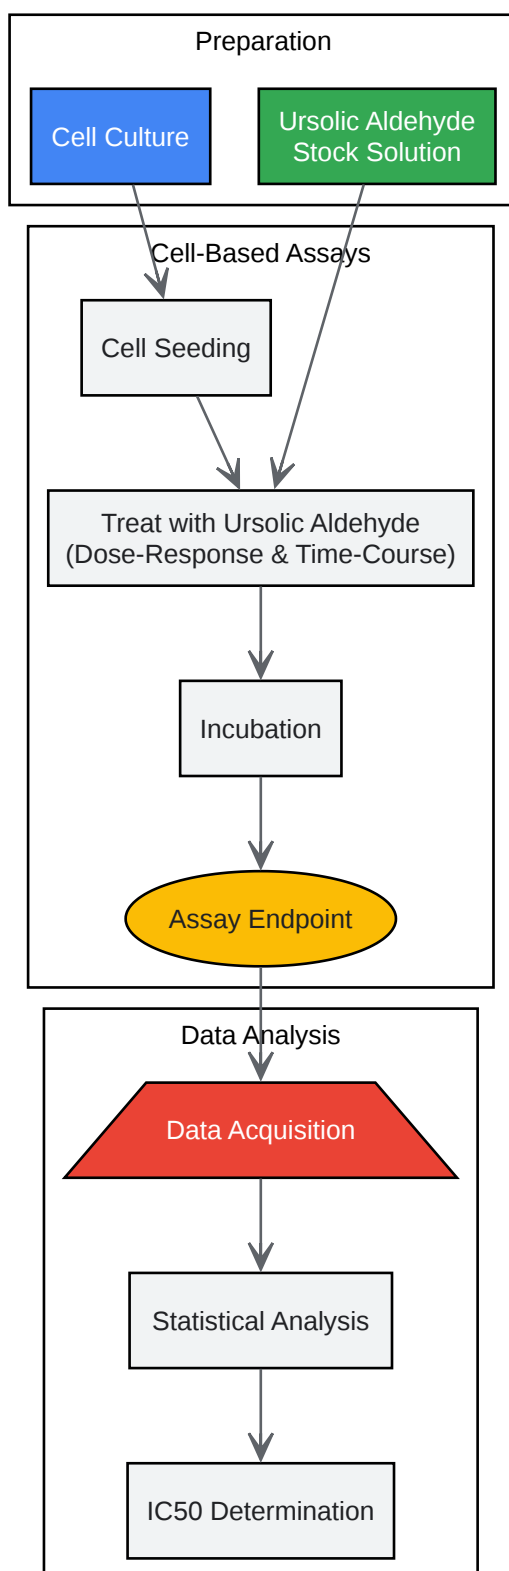 Preparation
Cell Culture
Ursolic Aldehyde
Stock Solution
Cell-Based Assays
Cell Seeding
Treat with Ursolic Aldehyde
(Dose-Response & Time-Course)
Incubation
Assay Endpoint
Data Analysis
Data Acquisition
Statistical Analysis
IC50 Determination